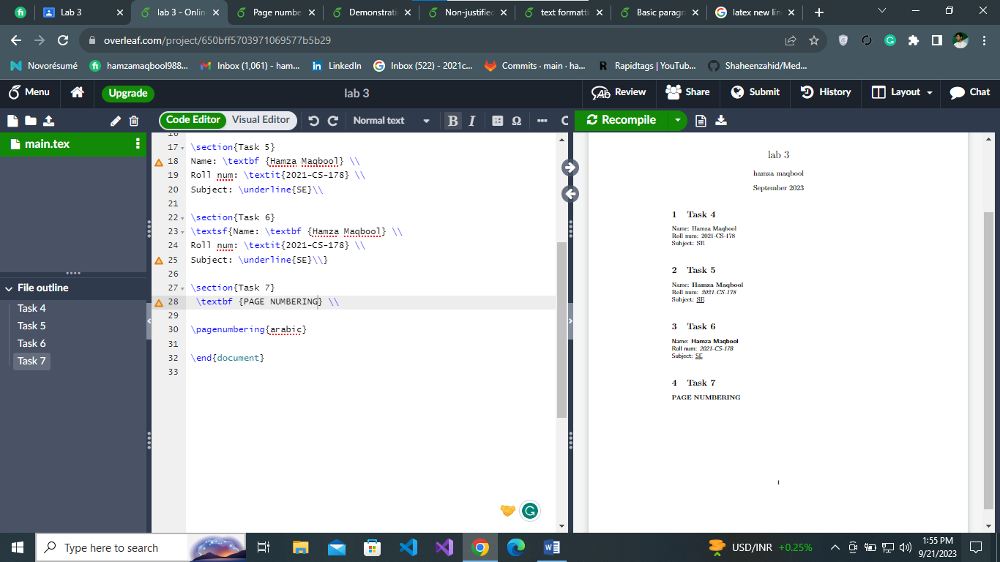 Lab 3
lab 3 - Onlin
Page numbe
Demonstrati
Non-justified
text formatti
Basic paragra
latex new lin
overleaf.com/project/650bff5703971069577b5b29
Novorésumé
hamzamaqbool988...
Inbox (1,061) - ham...
LinkedIn
Inbox (522) - 2021c...
Commits · main · ha...
Rapidtags | YouTub...
Shaheenzahid/Med...
Menu
Upgrade
lab 3
Review
Share
Submit
History
Layout
Chat
Code Editor
Visual Editor
Normal text
B
I
Ω
Recompile
main.tex
File outline
Task 4
Task 5
Task 6
Task 7
16
17 \section{Task 5}
18 Name: \textbf {Hamza Maqbool} \\
19 Roll num: \textit{2021-CS-178} \\
20 Subject: \underline{SE}\\
21
22 \section{Task 6}
23 \textsf{Name: \textbf {Hamza Maqbool} \\
24 Roll num: \textit{2021-CS-178} \\
25 Subject: \underline{SE}\\}
26
27 \section{Task 7}
28 \textbf {PAGE NUMBERING} \\
29
30 \pagenumbering{arabic}
31
32 \end{document}
33
lab 3
hamza maqbool
September 2023
1 Task 4
Name: Hamza Maqbool
Roll num: 2021-CS-178
Subject: SE
2 Task 5
Name: Hamza Maqbool
Roll num: 2021-CS-178
Subject: SE
3 Task 6
Name: Hamza Maqbool
Roll num: 2021-CS-178
Subject: SE
4 Task 7
PAGE NUMBERING
1
Type here to search
USD/INR +0.25%
1:55 PM
9/21/2023